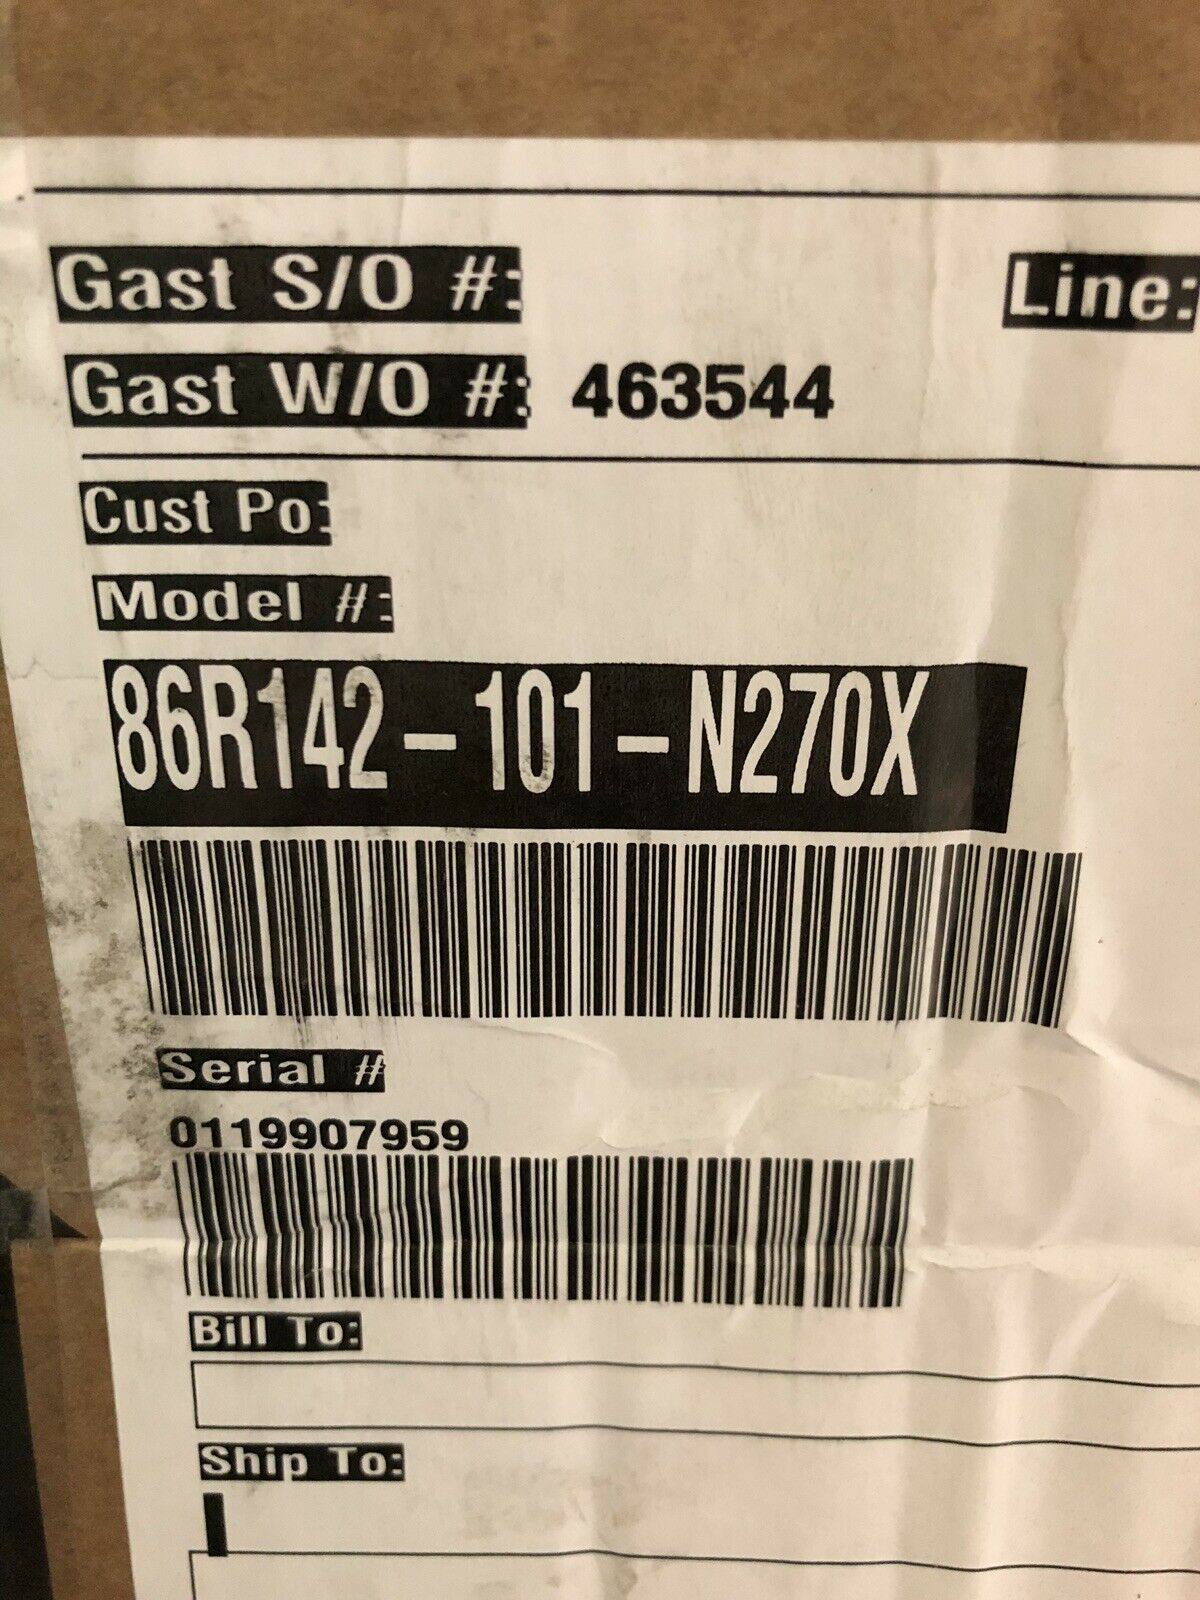 Gast S/O #: Line:
Gast W/O #: 463544
Cust Po:
Model #:
86R142-101-N270X
Serial #
0119907959
Bill To:
Ship To: